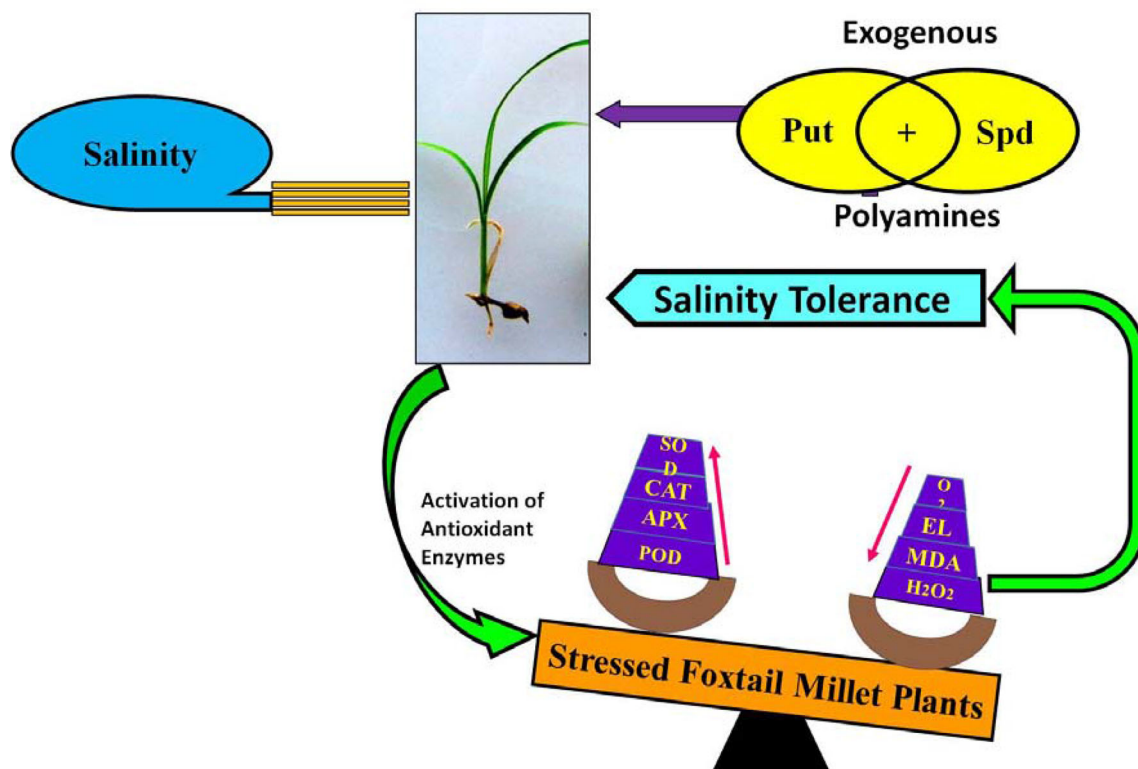 Exogenous
Put
+
Spd
Polyamines
Salinity
Salinity Tolerance
Activation of
Antioxidant
Enzymes
SO
D
CAT
APX
POD
O
2
EL
MDA
H2O2
Stressed Foxtail Millet Plants